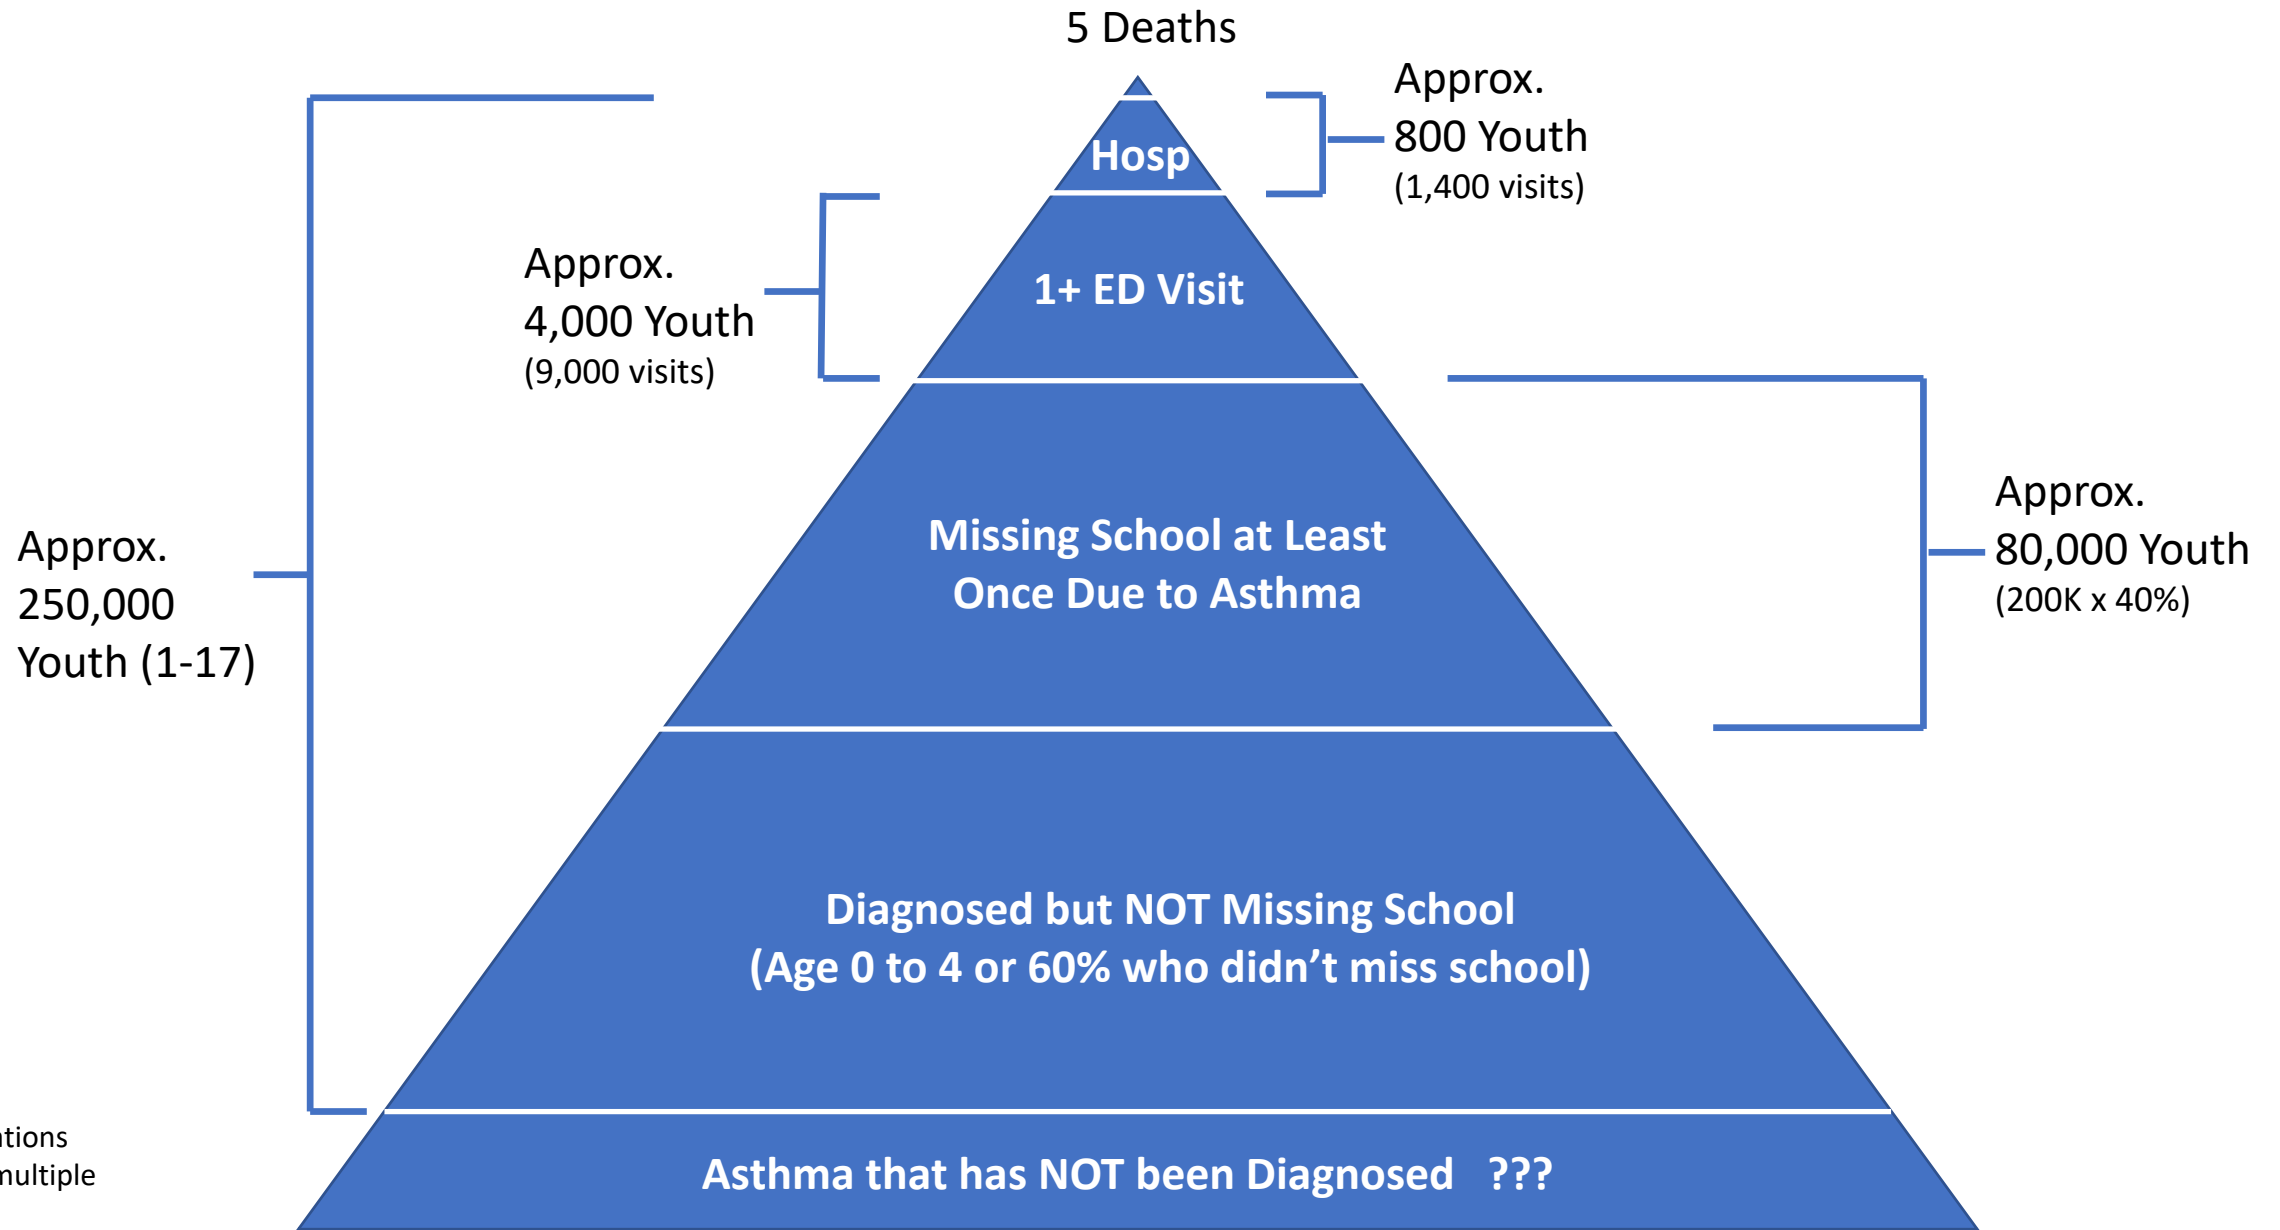 5 Deaths
Approx.
800 Youth
(1,400 visits)
Hosp
Approx.
4,000 Youth
(9,000 visits)
1+ ED Visit
Missing School at Least
Once Due to Asthma
Approx.
80,000 Youth
(200K x 40%)
Approx.
250,000
Youth (1-17)
Diagnosed but NOT Missing School
(Age 0 to 4 or 60% who didn’t miss school)
Asthma that has NOT been Diagnosed ???
multiple